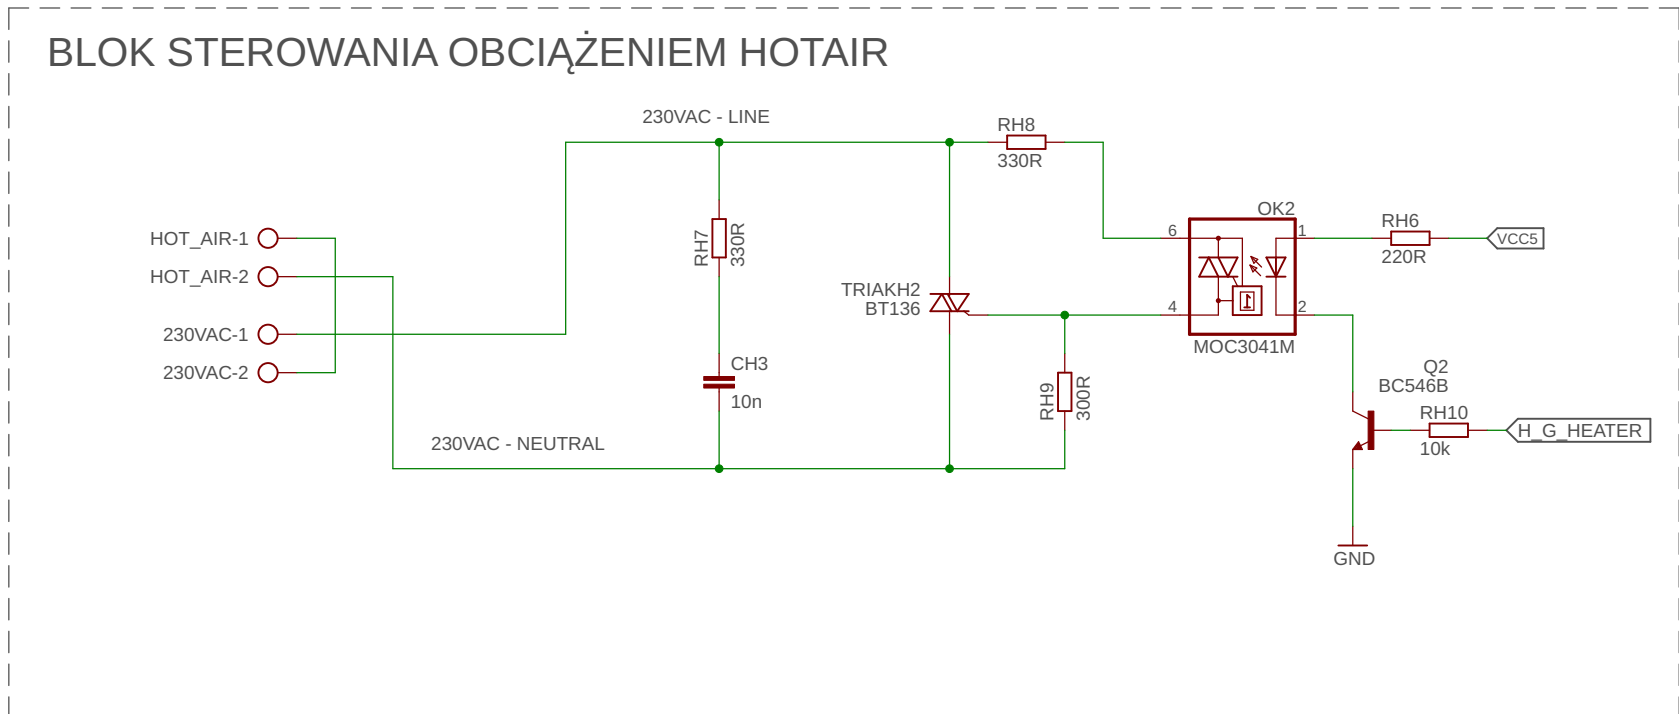 BLOK STEROWANIA OBCIĄŻENIEM HOTAIR
230VAC - LINE
RH8
330R
HOT_AIR-1
HOT_AIR-2
230VAC-1
230VAC-2
RH7
330R
OK2
6
1
4
2
MOC3041M
RH6
220R
VCC5
TRIAKH2
BT136
CH3
10n
RH9
300R
Q2
BC546B
RH10
10k
H_G_HEATER
230VAC - NEUTRAL
GND